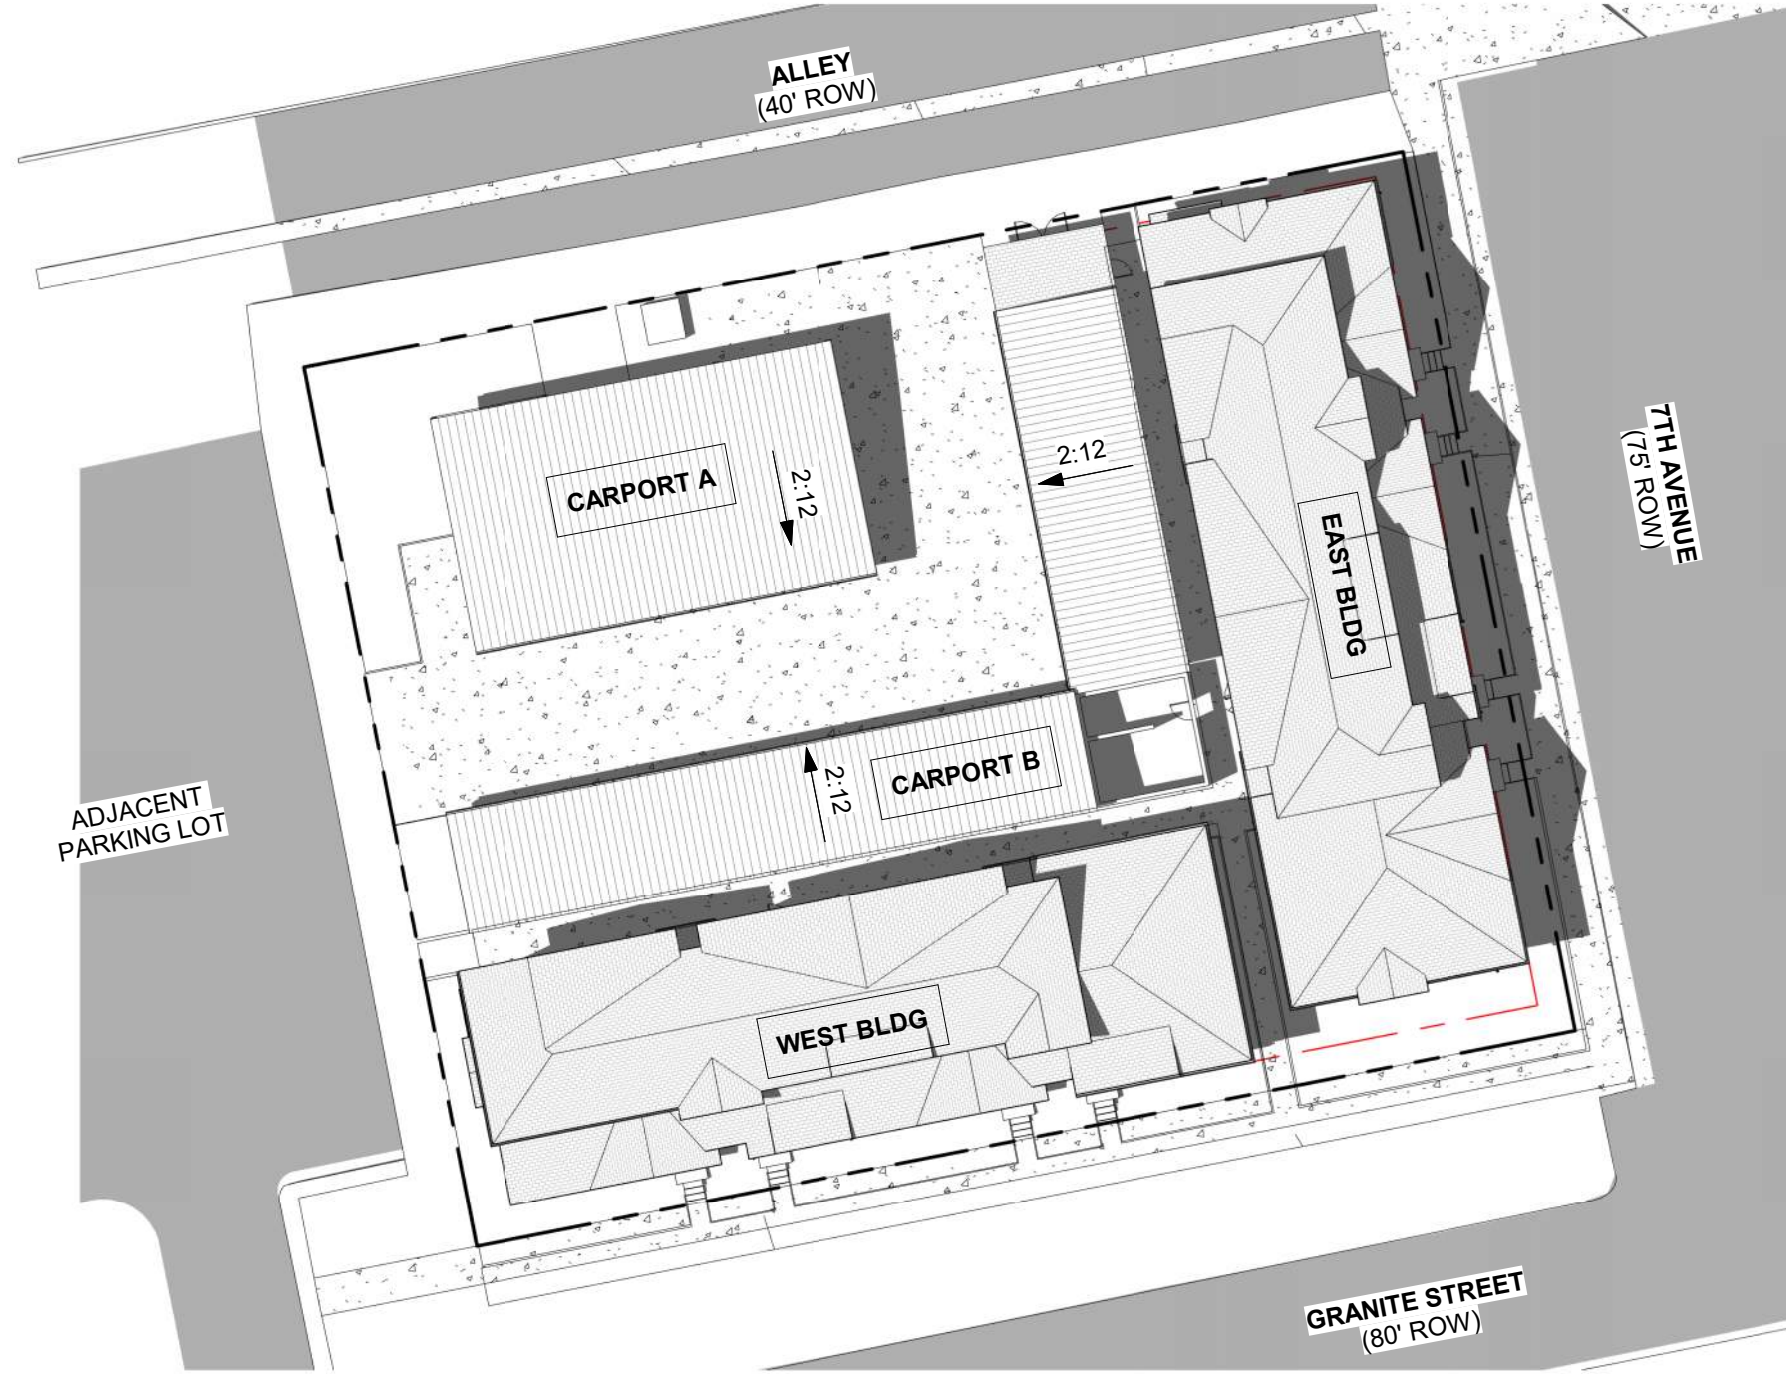 ALLEY
(40' ROW)
CARPORT A
2:12
2:12
EAST BLDG
7TH AVENUE
(75' ROW)
CARPORT B
2:12
ADJACENT
PARKING LOT
WEST BLDG
GRANITE STREET
(80' ROW)